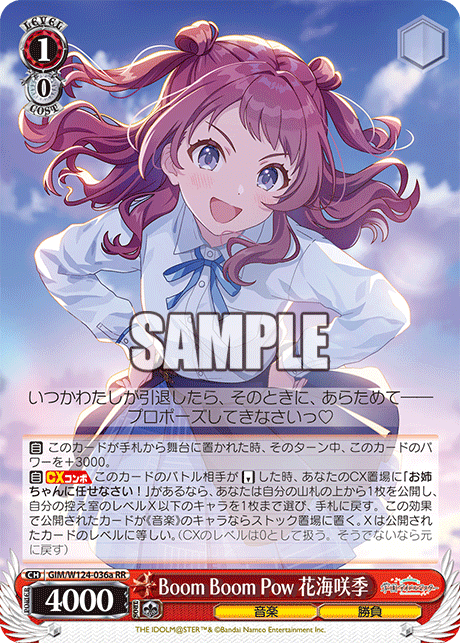 LEVEL
1
0
COST
SAMPLE
いつかわたしが引退したら、そのときに、あらためて――
プロポーズしてきなさいっ♡
自 このカードが手札から舞台に置かれた時、そのターン中、このカードのパ
ワーを+3000。
自 CXコンボ このカードのバトル相手が した時、あなたのCX置場に「お姉
ちゃんに任せなさい!」があるなら、あなたは自分の山札の上から1枚を公開し、
自分の控え室のレベルX以下のキャラを1枚まで選び、手札に戻す。この効果
で公開されたカードが《音楽》のキャラならストック置場に置く。Xは公開され
たカードのレベルに等しい。(CXのレベルは0として扱う。そうでないなら元
に戻す)
CH GIM/W124-036a RR
POWER 4000
SOUL
Boom Boom Pow 花海咲季
音楽 勝負
THE IDOLM@STER™& ©Bandai Namco Entertainment Inc.